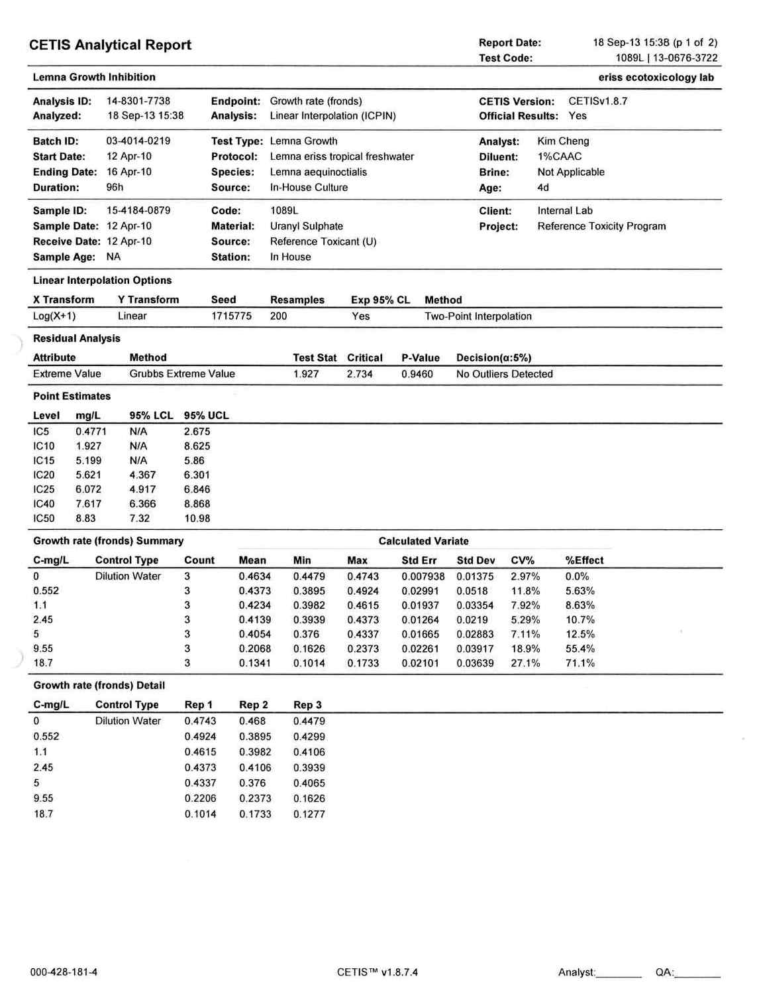 CETIS Analytical Report
Report Date: 18 Sep-13 15:38 (p 1 of 2)
Test Code: 1089L | 13-0676-3722
Lemna Growth Inhibition eriss ecotoxicology lab
Analysis ID: 14-8301-7738 Endpoint: Growth rate (fronds) CETIS Version: CETISv1.8.7
Analyzed: 18 Sep-13 15:38 Analysis: Linear Interpolation (ICPIN) Official Results: Yes
Batch ID: 03-4014-0219 Test Type: Lemna Growth Analyst: Kim Cheng
Start Date: 12 Apr-10 Protocol: Lemna eriss tropical freshwater Diluent: 1%CAAC
Ending Date: 16 Apr-10 Species: Lemna aequinoctialis Brine: Not Applicable
Duration: 96h Source: In-House Culture Age: 4d
Sample ID: 15-4184-0879 Code: 1089L Client: Internal Lab
Sample Date: 12 Apr-10 Material: Uranyl Sulphate Project: Reference Toxicity Program
Receive Date: 12 Apr-10 Source: Reference Toxicant (U)
Sample Age: NA Station: In House
Linear Interpolation Options
X Transform Y Transform Seed Resamples Exp 95% CL Method
Log(X+1) Linear 1715775 200 Yes Two-Point Interpolation
Residual Analysis
Attribute Method Test Stat Critical P-Value Decision(α:5%)
Extreme Value Grubbs Extreme Value 1.927 2.734 0.9460 No Outliers Detected
Point Estimates
Level mg/L 95% LCL 95% UCL
IC5 0.4771 N/A 2.675
IC10 1.927 N/A 8.625
IC15 5.199 N/A 5.86
IC20 5.621 4.367 6.301
IC25 6.072 4.917 6.846
IC40 7.617 6.366 8.868
IC50 8.83 7.32 10.98
Growth rate (fronds) Summary Calculated Variate
C-mg/L Control Type Count Mean Min Max Std Err Std Dev CV% %Effect
0 Dilution Water 3 0.4634 0.4479 0.4743 0.007938 0.01375 2.97% 0.0%
0.552 3 0.4373 0.3895 0.4924 0.02991 0.0518 11.8% 5.63%
1.1 3 0.4234 0.3982 0.4615 0.01937 0.03354 7.92% 8.63%
2.45 3 0.4139 0.3939 0.4373 0.01264 0.0219 5.29% 10.7%
5 3 0.4054 0.376 0.4337 0.01665 0.02883 7.11% 12.5%
9.55 3 0.2068 0.1626 0.2373 0.02261 0.03917 18.9% 55.4%
18.7 3 0.1341 0.1014 0.1733 0.02101 0.03639 27.1% 71.1%
Growth rate (fronds) Detail
C-mg/L Control Type Rep 1 Rep 2 Rep 3
0 Dilution Water 0.4743 0.468 0.4479
0.552 0.4924 0.3895 0.4299
1.1 0.4615 0.3982 0.4106
2.45 0.4373 0.4106 0.3939
5 0.4337 0.376 0.4065
9.55 0.2206 0.2373 0.1626
18.7 0.1014 0.1733 0.1277
000-428-181-4 CETIS™ v1.8.7.4 Analyst:________ QA:________